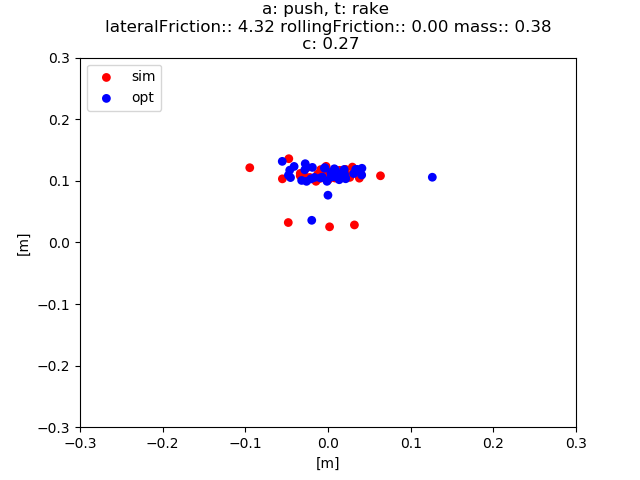 a: push, t: rake
lateralFriction:: 4.32 rollingFriction:: 0.00 mass:: 0.38
c: 0.27
sim
opt
0.3
0.2
0.1
0.0
−0.1
−0.2
−0.3
[m]
−0.3 −0.2 −0.1 0.0 0.1 0.2 0.3
[m]